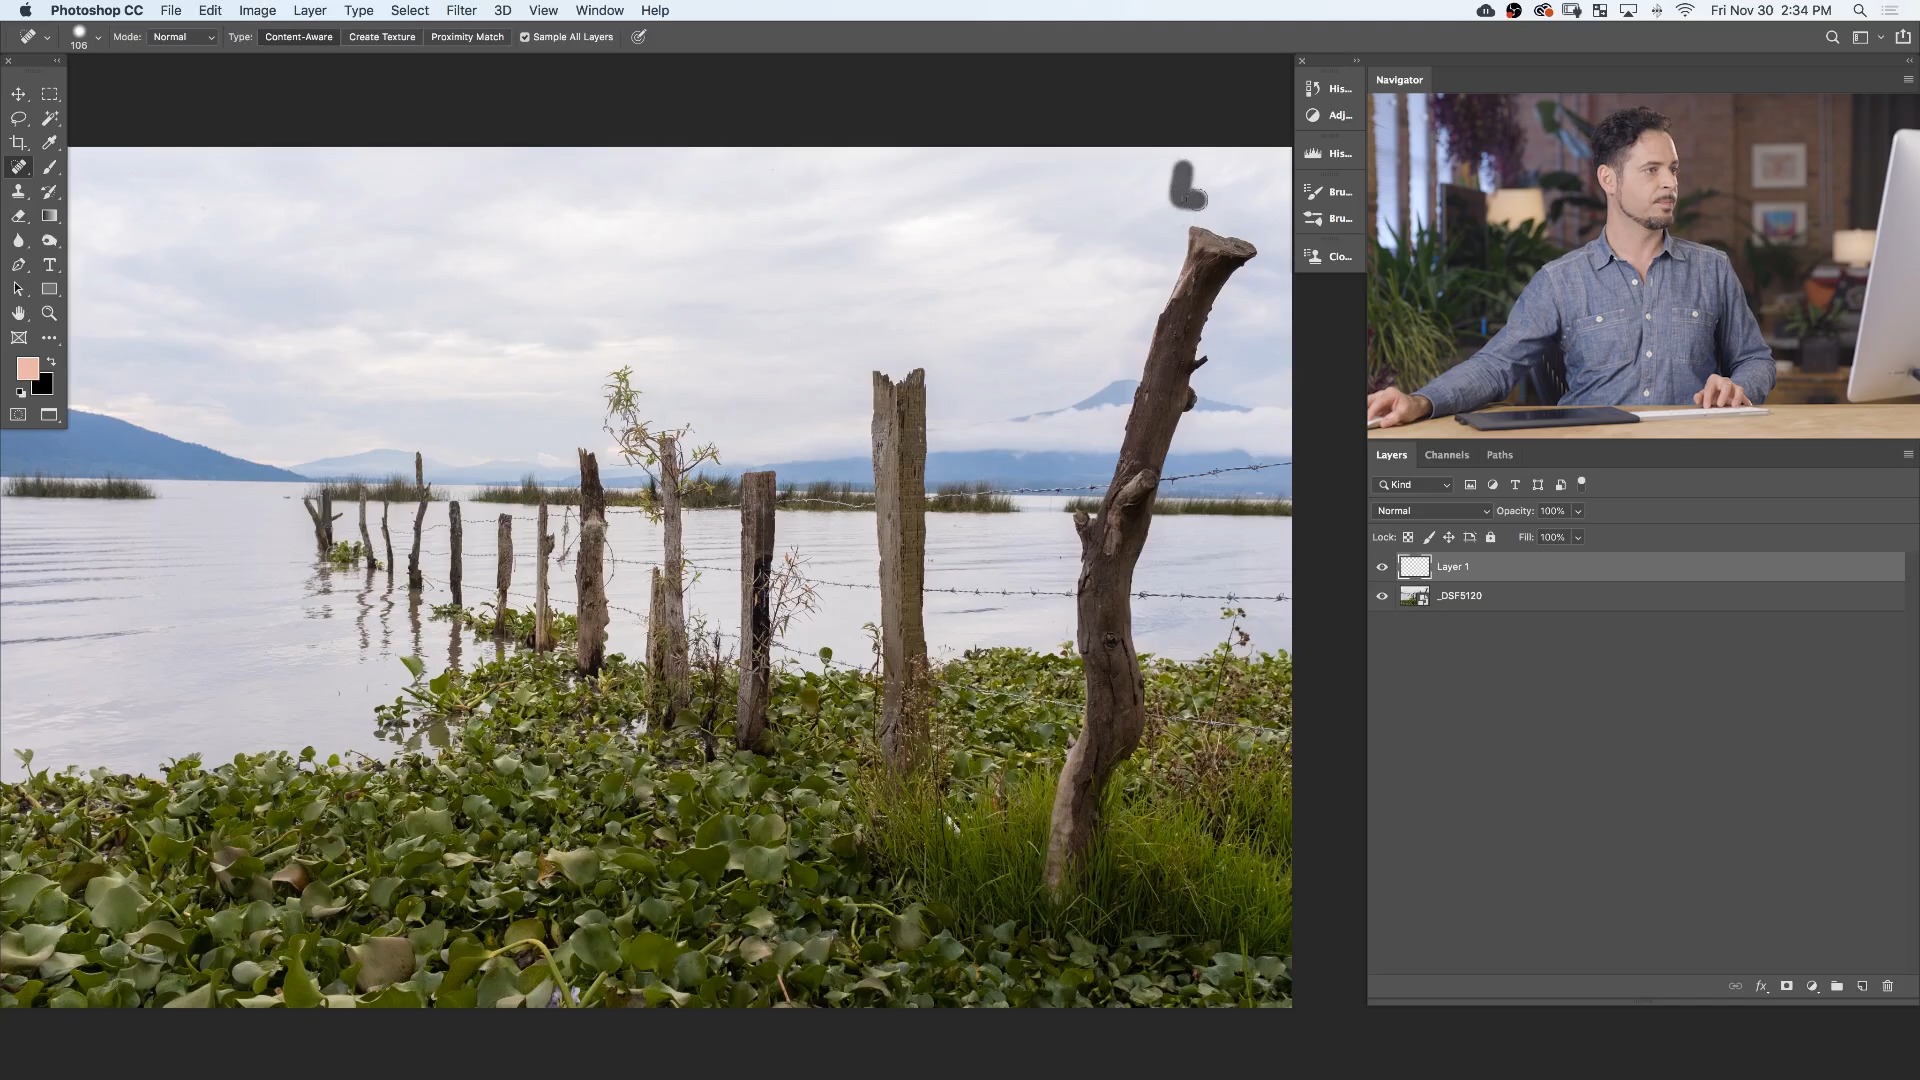 Photoshop CC File Edit Image Layer Type Select Filter 3D View Window Help Fri Nov 30 2:34 PM
106 Mode: Normal Type: Content-Aware Create Texture Proximity Match Sample All Layers
Navigator
His...
Adj...
His...
Bru...
Bru...
Clo...
Layers Channels Paths
Kind
Normal Opacity: 100%
Lock: Fill: 100%
Layer 1
_DSF5120
fx